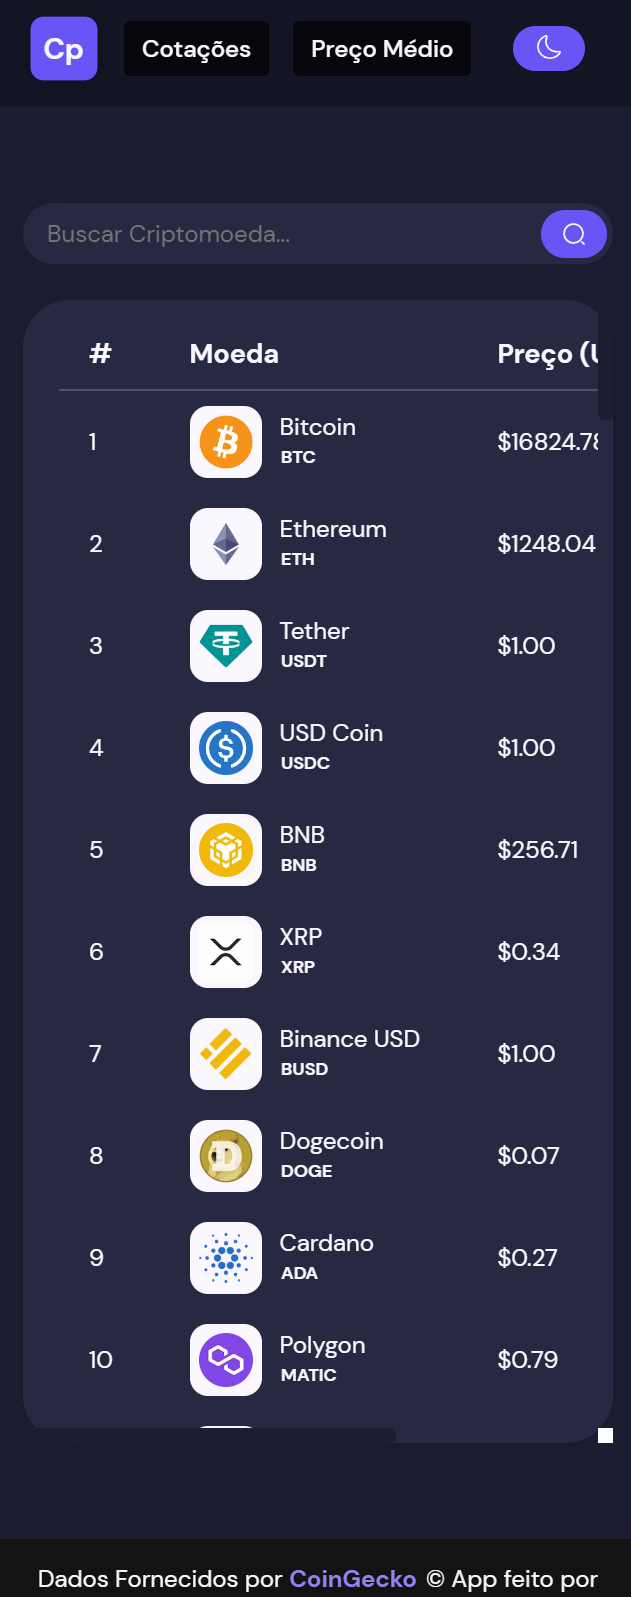 Cp Cotações Preço Médio
Buscar Criptomoeda...
# Moeda Preço (U
1 Bitcoin $16824.78
BTC
2 Ethereum $1248.04
ETH
3 Tether $1.00
USDT
4 USD Coin $1.00
USDC
5 BNB $256.71
BNB
6 XRP $0.34
XRP
7 Binance USD $1.00
BUSD
8 Dogecoin $0.07
DOGE
9 Cardano $0.27
ADA
10 Polygon $0.79
MATIC
Dados Fornecidos por CoinGecko © App feito por